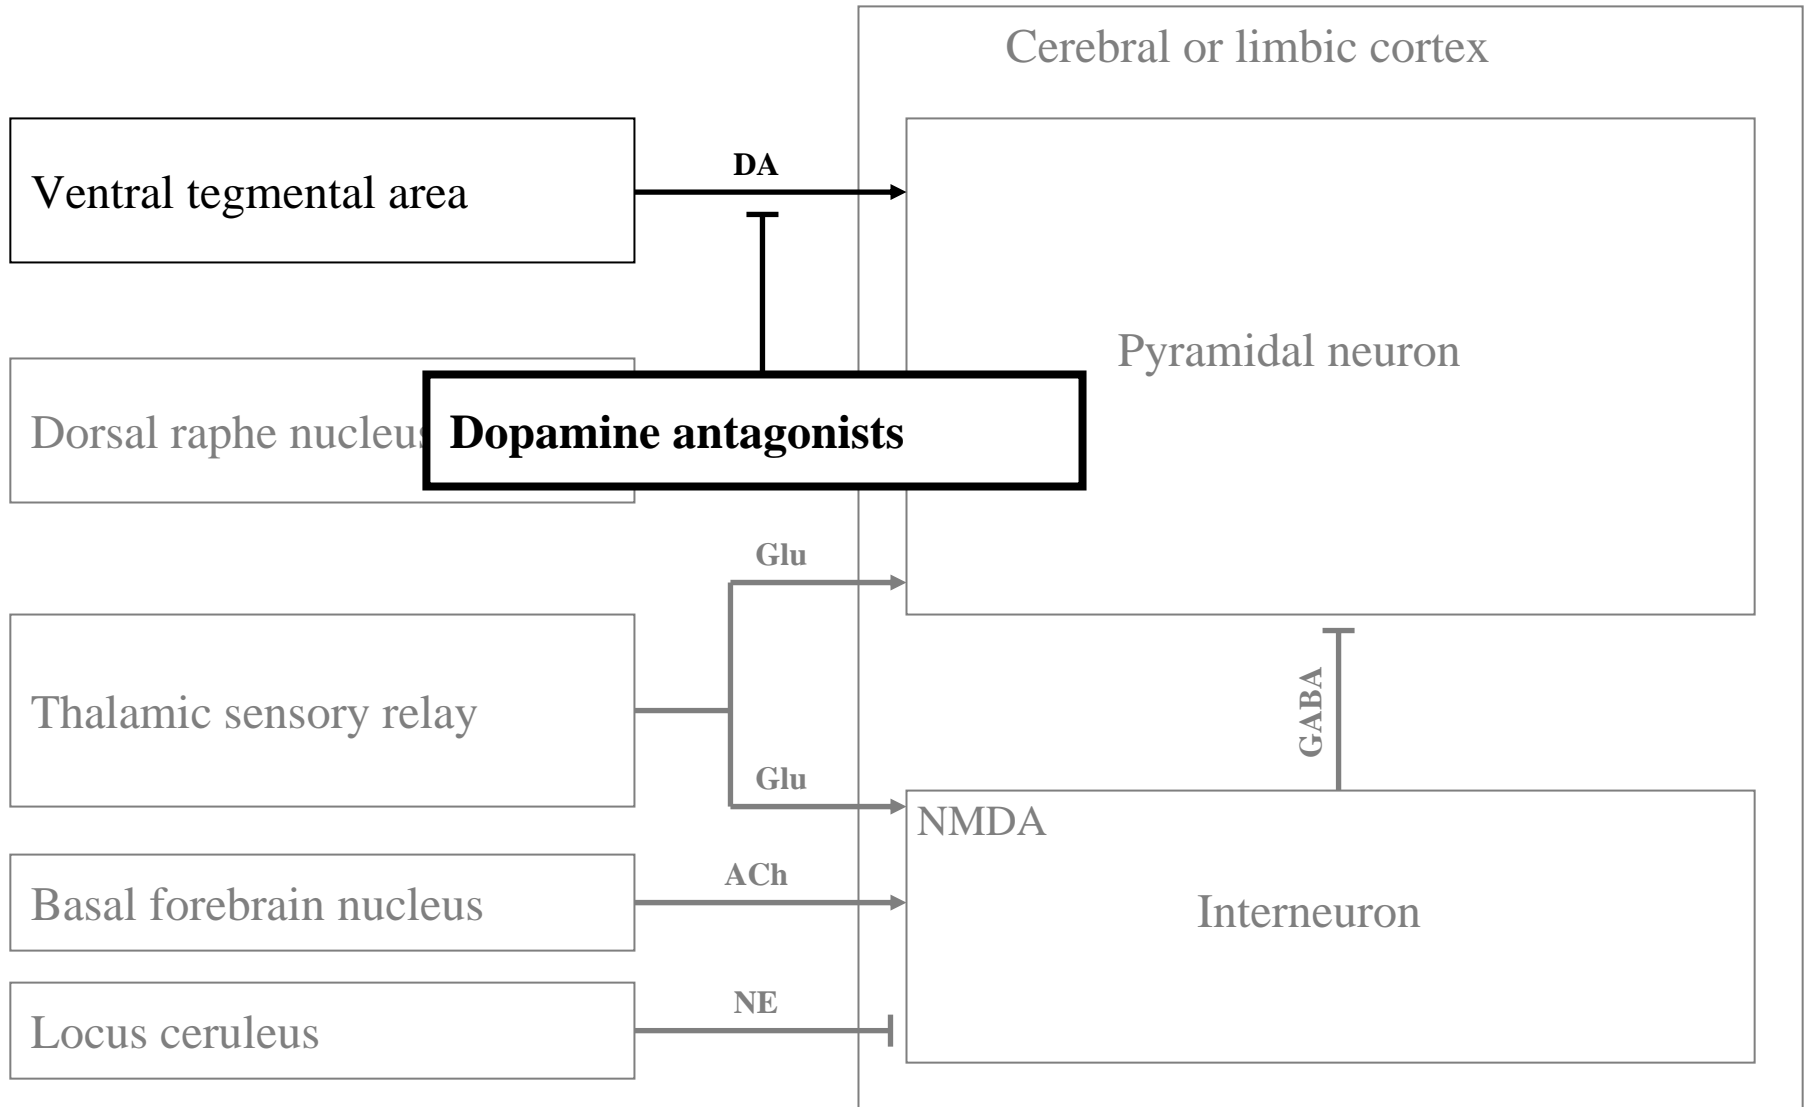 Cerebral or limbic cortex
Ventral tegmental area
DA
Pyramidal neuron
Dorsal raphe nucleus
Dopamine antagonists
Glu
Thalamic sensory relay
GABA
Glu
NMDA
Basal forebrain nucleus
ACh
Interneuron
Locus ceruleus
NE